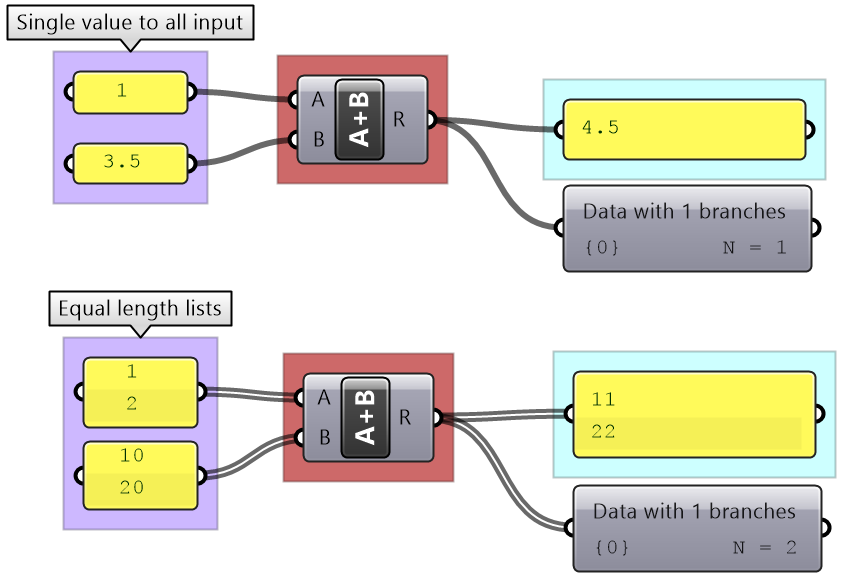 Single value to all input
1
3.5
A
B
A+B
R
4.5
Data with 1 branches
{0} N = 1
Equal length lists
1
2
10
20
A
B
A+B
R
11
22
Data with 1 branches
{0} N = 2